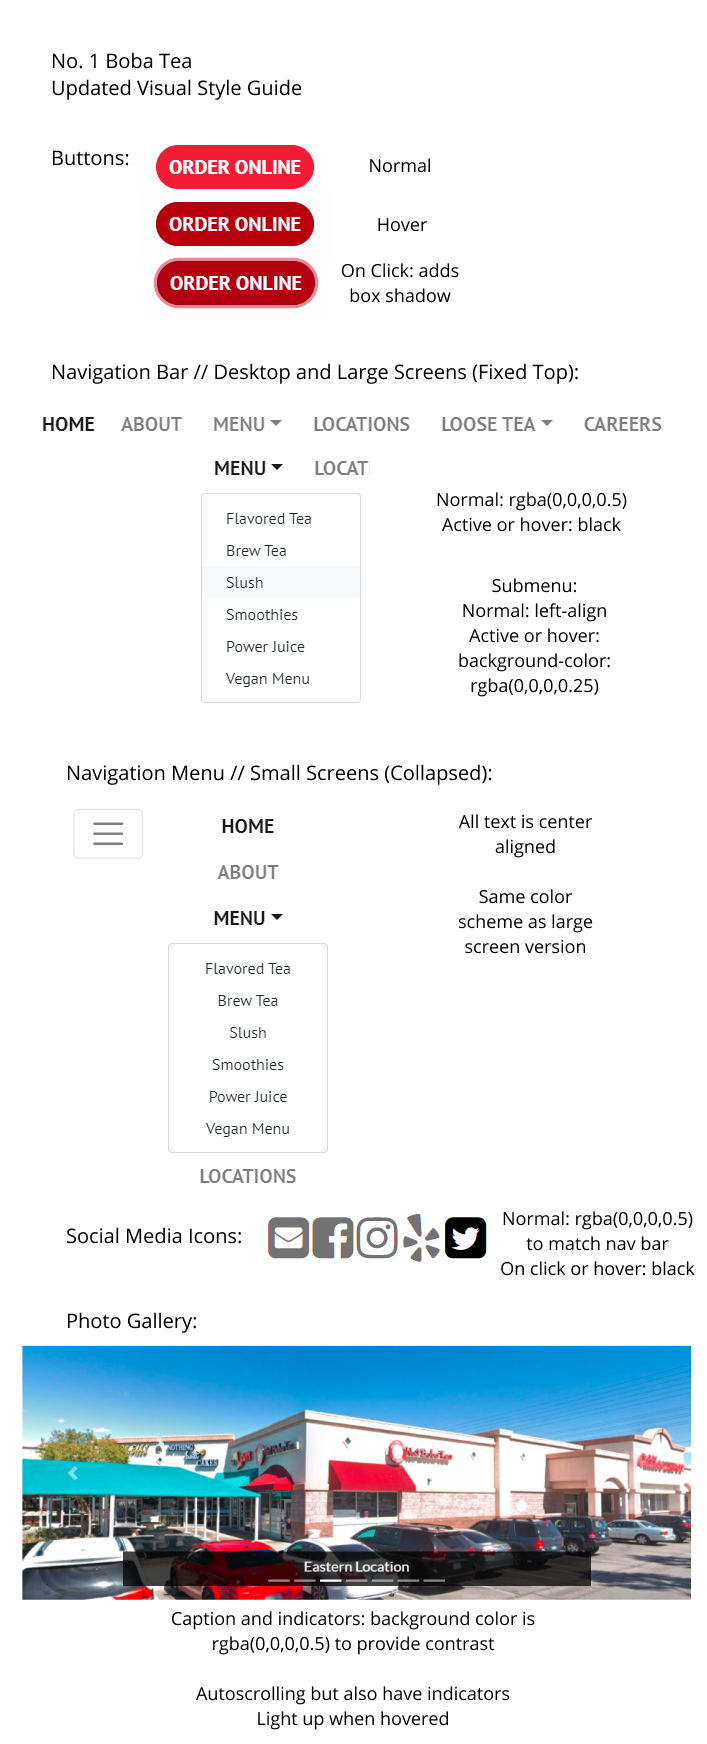 No. 1 Boba Tea
Updated Visual Style Guide
Buttons:
ORDER ONLINE
Normal
ORDER ONLINE
Hover
ORDER ONLINE
On Click: adds
box shadow
Navigation Bar // Desktop and Large Screens (Fixed Top):
HOME ABOUT MENU LOCATIONS LOOSE TEA CAREERS
MENU LOCAT
Flavored Tea
Brew Tea
Slush
Smoothies
Power Juice
Vegan Menu
Normal: rgba(0,0,0,0.5)
Active or hover: black
Submenu:
Normal: left-align
Active or hover:
background-color:
rgba(0,0,0,0.25)
Navigation Menu // Small Screens (Collapsed):
HOME
ABOUT
MENU
Flavored Tea
Brew Tea
Slush
Smoothies
Power Juice
Vegan Menu
LOCATIONS
All text is center
aligned
Same color
scheme as large
screen version
Social Media Icons:
Normal: rgba(0,0,0,0.5)
to match nav bar
On click or hover: black
Photo Gallery:
NOTHING
CAKES
Eastern Location
Caption and indicators: background color is
rgba(0,0,0,0.5) to provide contrast
Autoscrolling but also have indicators
Light up when hovered